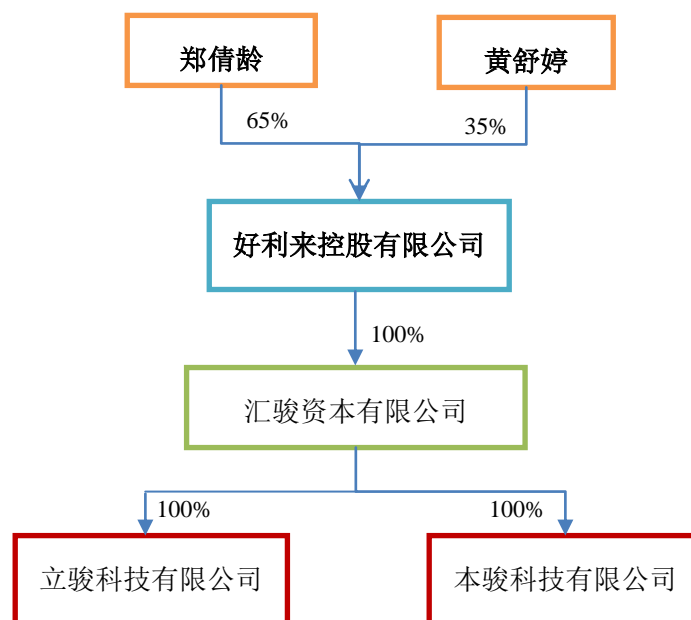 郑倩龄
黄舒婷
65%
35%
好利来控股有限公司
100%
汇骏资本有限公司
100%
100%
立骏科技有限公司
本骏科技有限公司